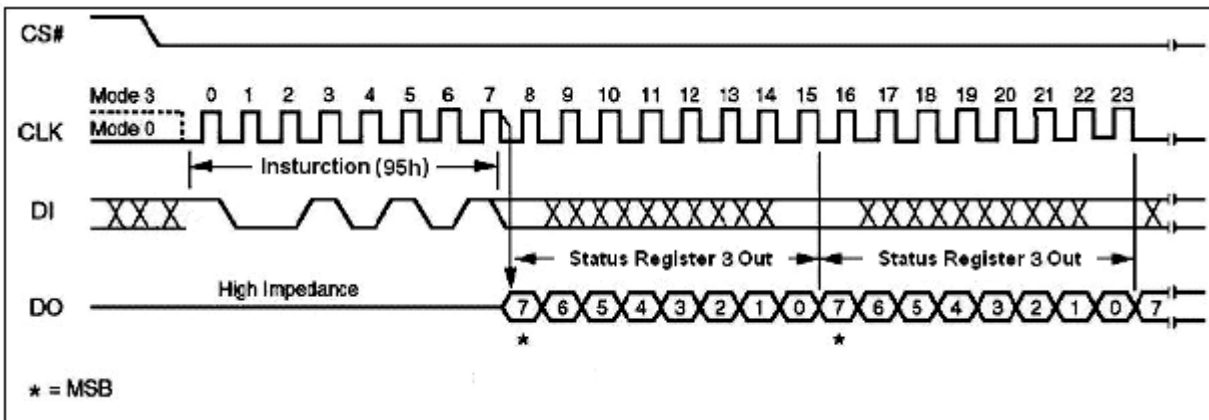 CS#
Mode 3
0 1 2 3 4 5 6 7 8 9 10 11 12 13 14 15 16 17 18 19 20 21 22 23
CLK
Mode 0
Insturction (95h)
DI
Status Register 3 Out
Status Register 3 Out
High Impedance
DO
7 6 5 4 3 2 1 0 7 6 5 4 3 2 1 0 7
* *
* = MSB